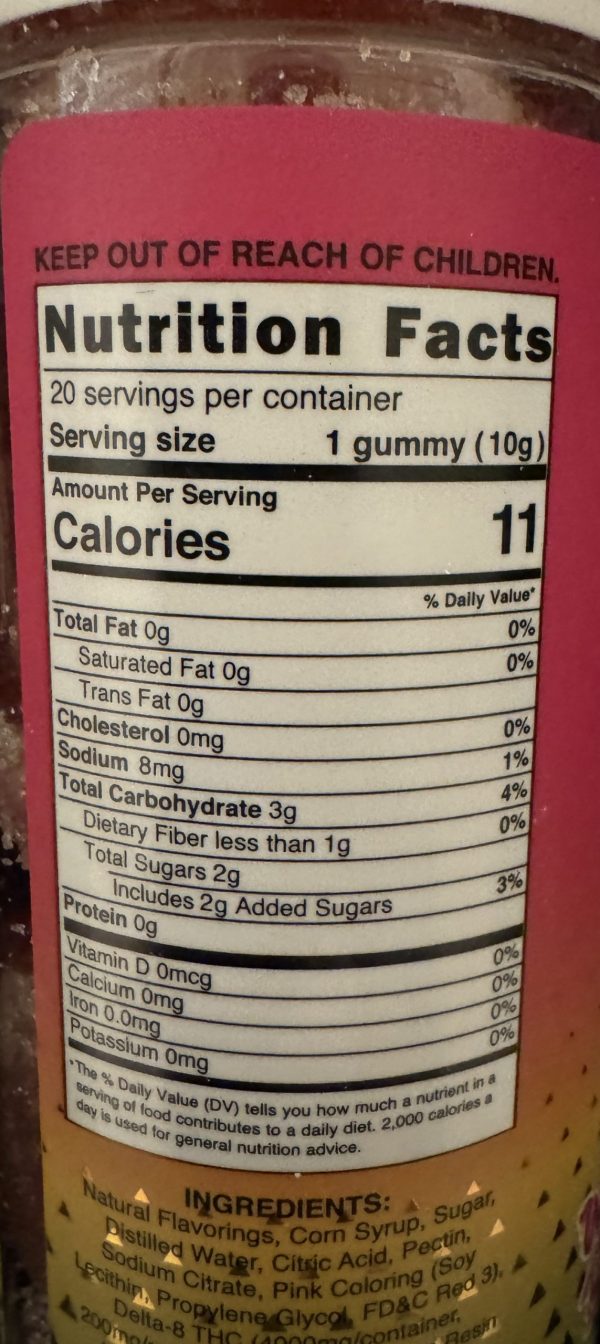 KEEP OUT OF REACH OF CHILDREN.
Nutrition Facts
20 servings per container
Serving size 1 gummy (10g)
Amount Per Serving
Calories 11
% Daily Value*
Total Fat 0g 0%
Saturated Fat 0g 0%
Trans Fat 0g
Cholesterol 0mg 0%
Sodium 8mg 1%
Total Carbohydrate 3g 4%
Dietary Fiber less than 1g 0%
Total Sugars 2g
Includes 2g Added Sugars 3%
Protein 0g
Vitamin D 0mcg 0%
Calcium 0mg 0%
Iron 0.0mg 0%
Potassium 0mg 0%
*The % Daily Value (DV) tells you how much a nutrient in a
serving of food contributes to a daily diet. 2,000 calories a
day is used for general nutrition advice.
INGREDIENTS:
Natural Flavorings, Corn Syrup, Sugar,
Distilled Water, Citric Acid, Pectin,
Sodium Citrate, Pink Coloring (Soy
Lecithin, Propylene Glycol, FD&C Red 3),
Delta-8 THC (4000mg/container,
Resin